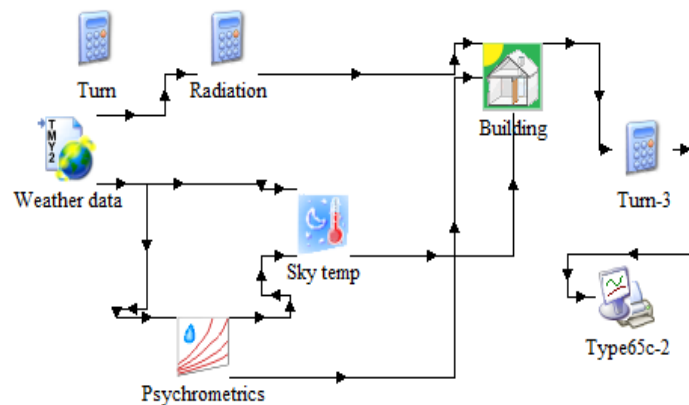 Turn
Radiation
Building
TMY2
Weather data
Turn-3
Sky temp
Type65c-2
Psychrometrics